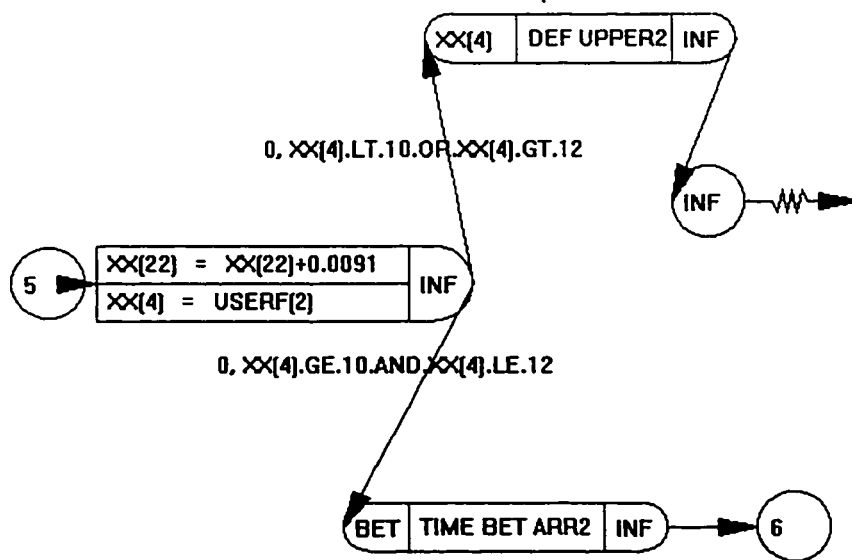 XX(4) DEF UPPER2 INF
0, XX(4).LT.10.OR.XX(4).GT.12
INF
5 XX(22) = XX(22)+0.0091 INF
XX(4) = USERF(2)
0, XX(4).GE.10.AND.XX(4).LE.12
BET TIME BET ARR2 INF 6